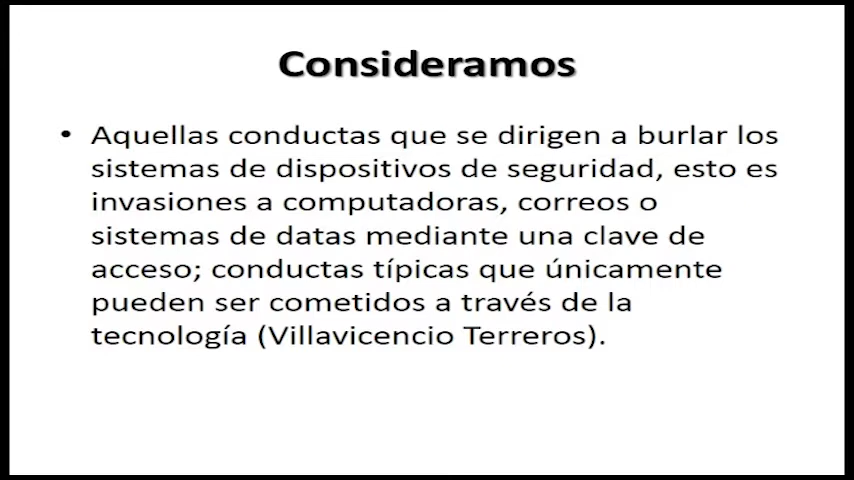 Consideramos
• Aquellas conductas que se dirigen a burlar los
sistemas de dispositivos de seguridad, esto es
invasiones a computadoras, correos o
sistemas de datas mediante una clave de
acceso; conductas típicas que únicamente
pueden ser cometidos a través de la
tecnología (Villavicencio Terreros).